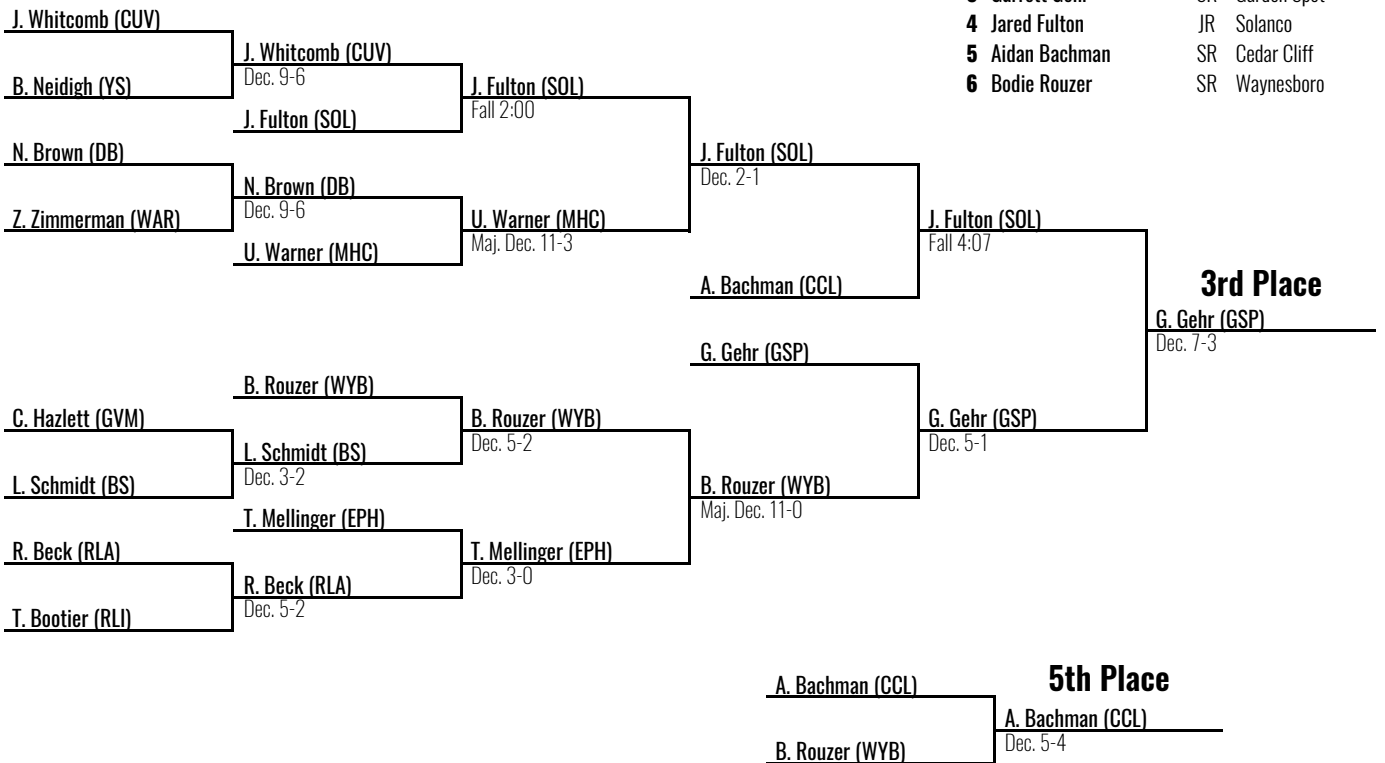 3 Garrett Gehr SR Garden Spot
4 Jared Fulton JR Solanco
5 Aidan Bachman SR Cedar Cliff
6 Bodie Rouzer SR Waynesboro
J. Whitcomb (CUV)
B. Neidigh (YS)
N. Brown (DB)
Z. Zimmerman (WAR)
C. Hazlett (GVM)
L. Schmidt (BS)
R. Beck (RLA)
T. Bootier (RLI)
J. Whitcomb (CUV)
Dec. 9-6
J. Fulton (SOL)
N. Brown (DB)
Dec. 9-6
U. Warner (MHC)
B. Rouzer (WYB)
L. Schmidt (BS)
Dec. 3-2
T. Mellinger (EPH)
R. Beck (RLA)
Dec. 5-2
J. Fulton (SOL)
Fall 2:00
U. Warner (MHC)
Maj. Dec. 11-3
B. Rouzer (WYB)
Dec. 5-2
T. Mellinger (EPH)
Dec. 3-0
J. Fulton (SOL)
Dec. 2-1
A. Bachman (CCL)
G. Gehr (GSP)
B. Rouzer (WYB)
Maj. Dec. 11-0
J. Fulton (SOL)
Fall 4:07
G. Gehr (GSP)
Dec. 5-1
3rd Place
G. Gehr (GSP)
Dec. 7-3
5th Place
A. Bachman (CCL)
B. Rouzer (WYB)
A. Bachman (CCL)
Dec. 5-4